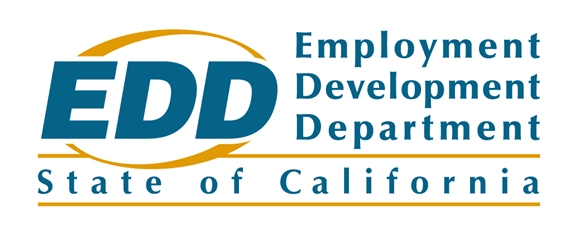 EDD
Employment
Development
Department
State of California